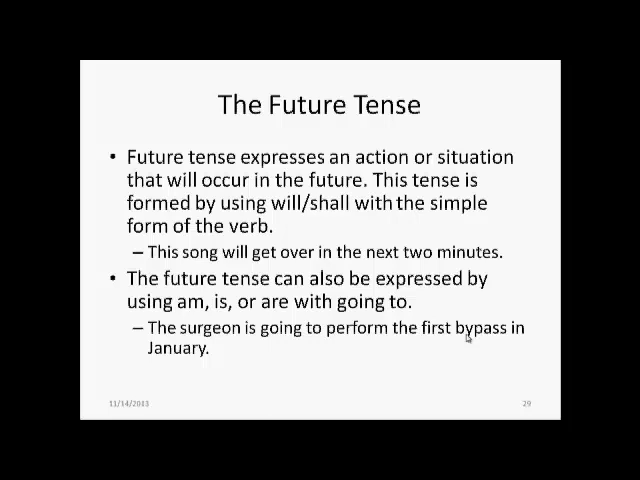 The Future Tense
• Future tense expresses an action or situation
that will occur in the future. This tense is
formed by using will/shall with the simple
form of the verb.
– This song will get over in the next two minutes.
• The future tense can also be expressed by
using am, is, or are with going to.
– The surgeon is going to perform the first bypass in
January.
11/14/2013
29